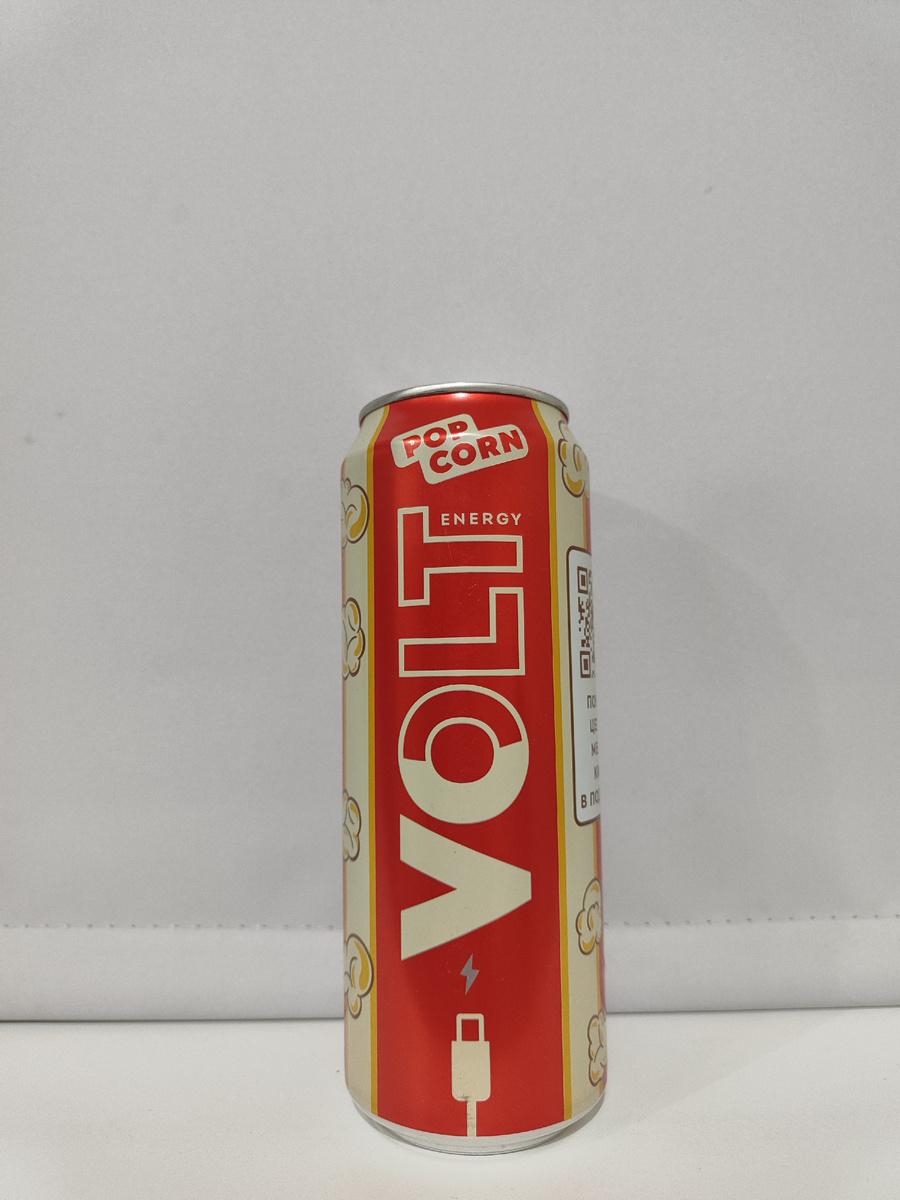 POP
CORN
ENERGY
VOLT
В